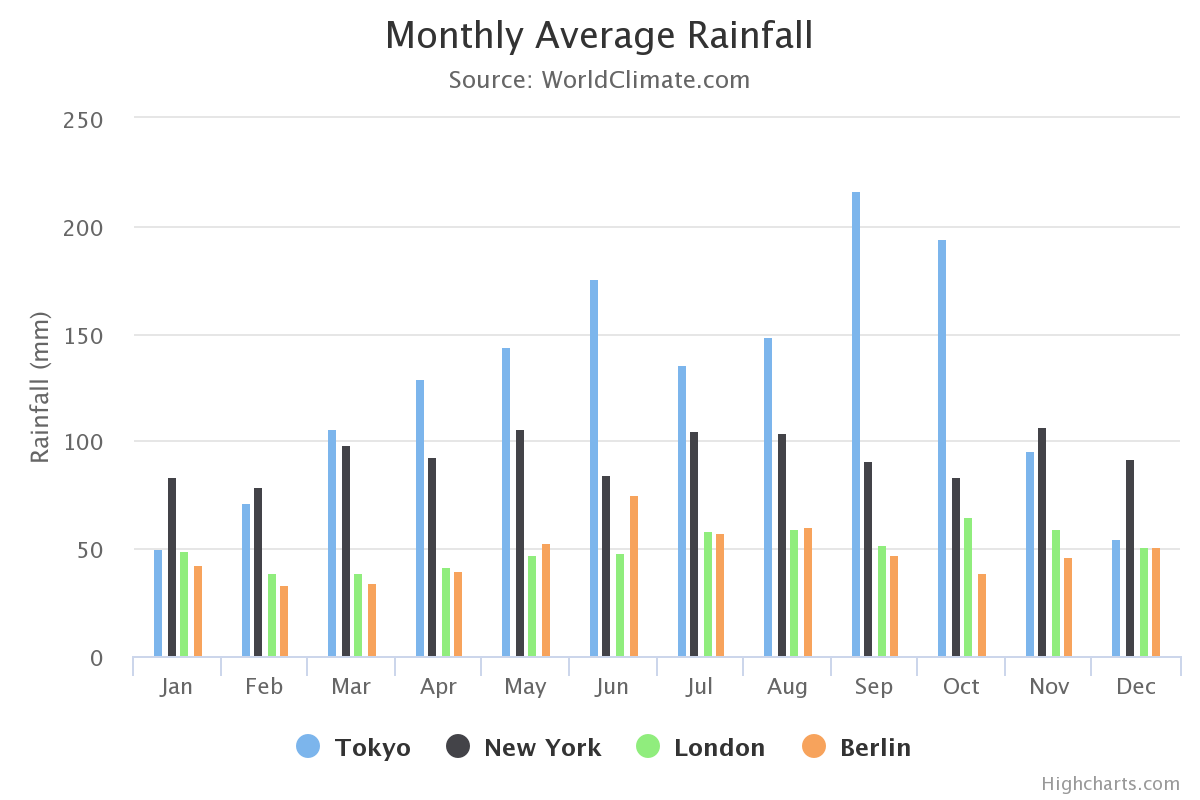 Monthly Average Rainfall
Source: WorldClimate.com
Rainfall (mm)
250
200
150
100
50
0
Jan Feb Mar Apr May Jun Jul Aug Sep Oct Nov Dec
Tokyo New York London Berlin
Highcharts.com